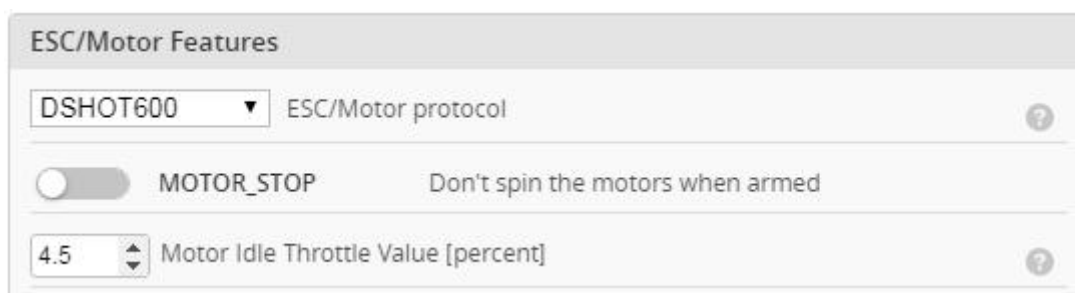 ESC/Motor Features
DSHOT600 ESC/Motor protocol
MOTOR_STOP Don't spin the motors when armed
4.5 Motor Idle Throttle Value [percent]